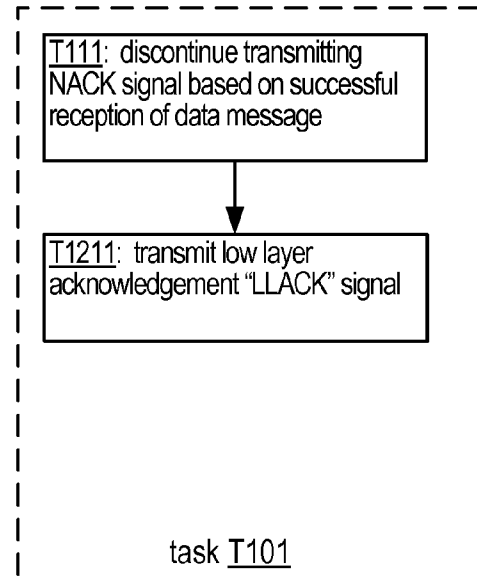 T111: discontinue transmitting
NACK signal based on successful
reception of data message
T1211: transmit low layer
acknowledgement “LLACK” signal
task T101